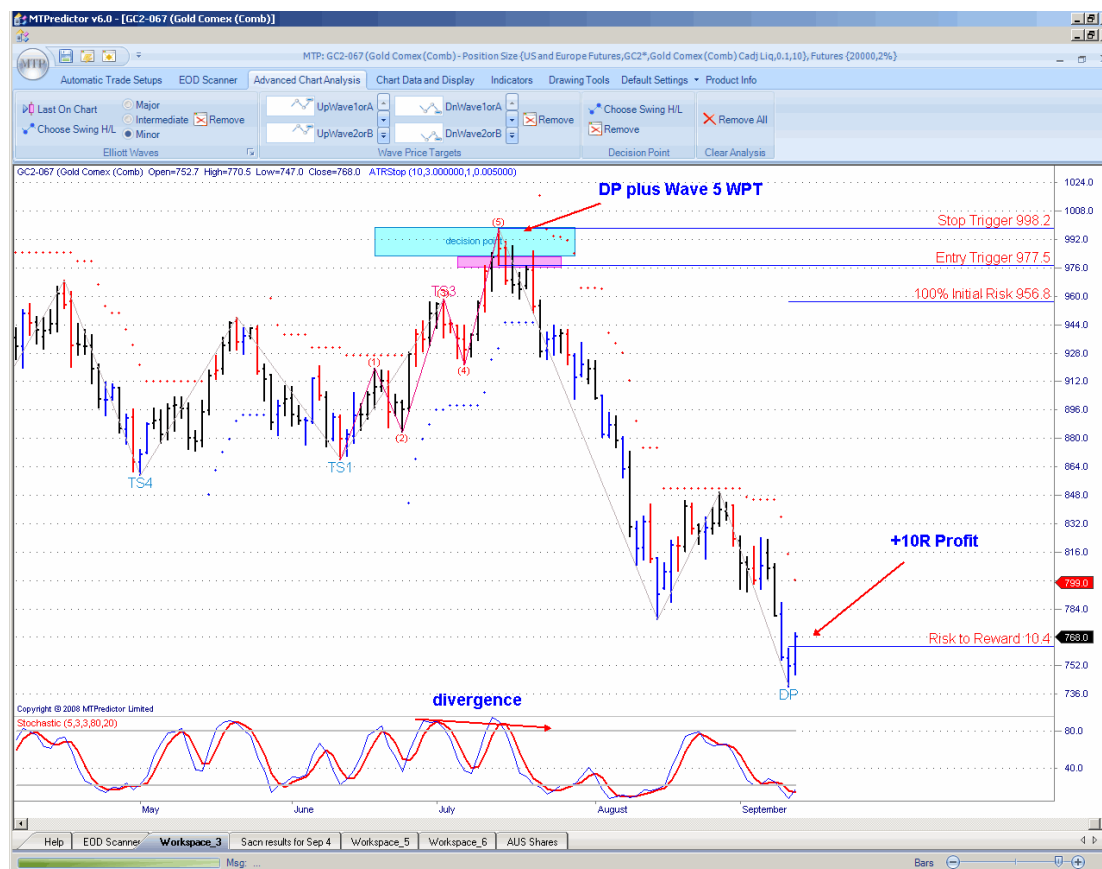 MTPredictor v6.0 - [GC2-067 (Gold Comex (Comb)]
MTP
MTP: GC2-067 (Gold Comex (Comb) - Position Size {US and Europe Futures,GC2*,Gold Comex (Comb) Cadj Liq,0.1,10}, Futures {20000,2%}
Automatic Trade Setups EOD Scanner Advanced Chart Analysis Chart Data and Display Indicators Drawing Tools Default Settings Product Info
Last On Chart
Choose Swing H/L
Major
Intermediate
Minor
Remove
Elliott Waves
UpWave1orA
UpWave2orB
DnWave1orA
DnWave2orB
Remove
Wave Price Targets
Choose Swing H/L
Remove
Decision Point
Remove All
Clear Analysis
GC2-067 (Gold Comex (Comb) Open=752.7 High=770.5 Low=747.0 Close=768.0 ATRStop (10,3.000000,1,0.005000)
DP plus Wave 5 WPT
(5)
decision point
Stop Trigger 998.2
Entry Trigger 977.5
100% Initial Risk 956.8
TS3
(1)
(2)
(4)
TS4
TS1
+10R Profit
Risk to Reward 10.4
DP
1024.0
1008.0
992.0
976.0
960.0
944.0
928.0
912.0
896.0
880.0
864.0
848.0
832.0
816.0
799.0
784.0
768.0
752.0
736.0
Copyright © 2008 MTPredictor Limited
divergence
Stochastic (5,3,3,80,20)
80.0
40.0
May June July August September
Help EOD Scanner Workspace_3 Sacn results for Sep 4 Workspace_5 Workspace_6 AUS Shares
Msg: ...
Bars